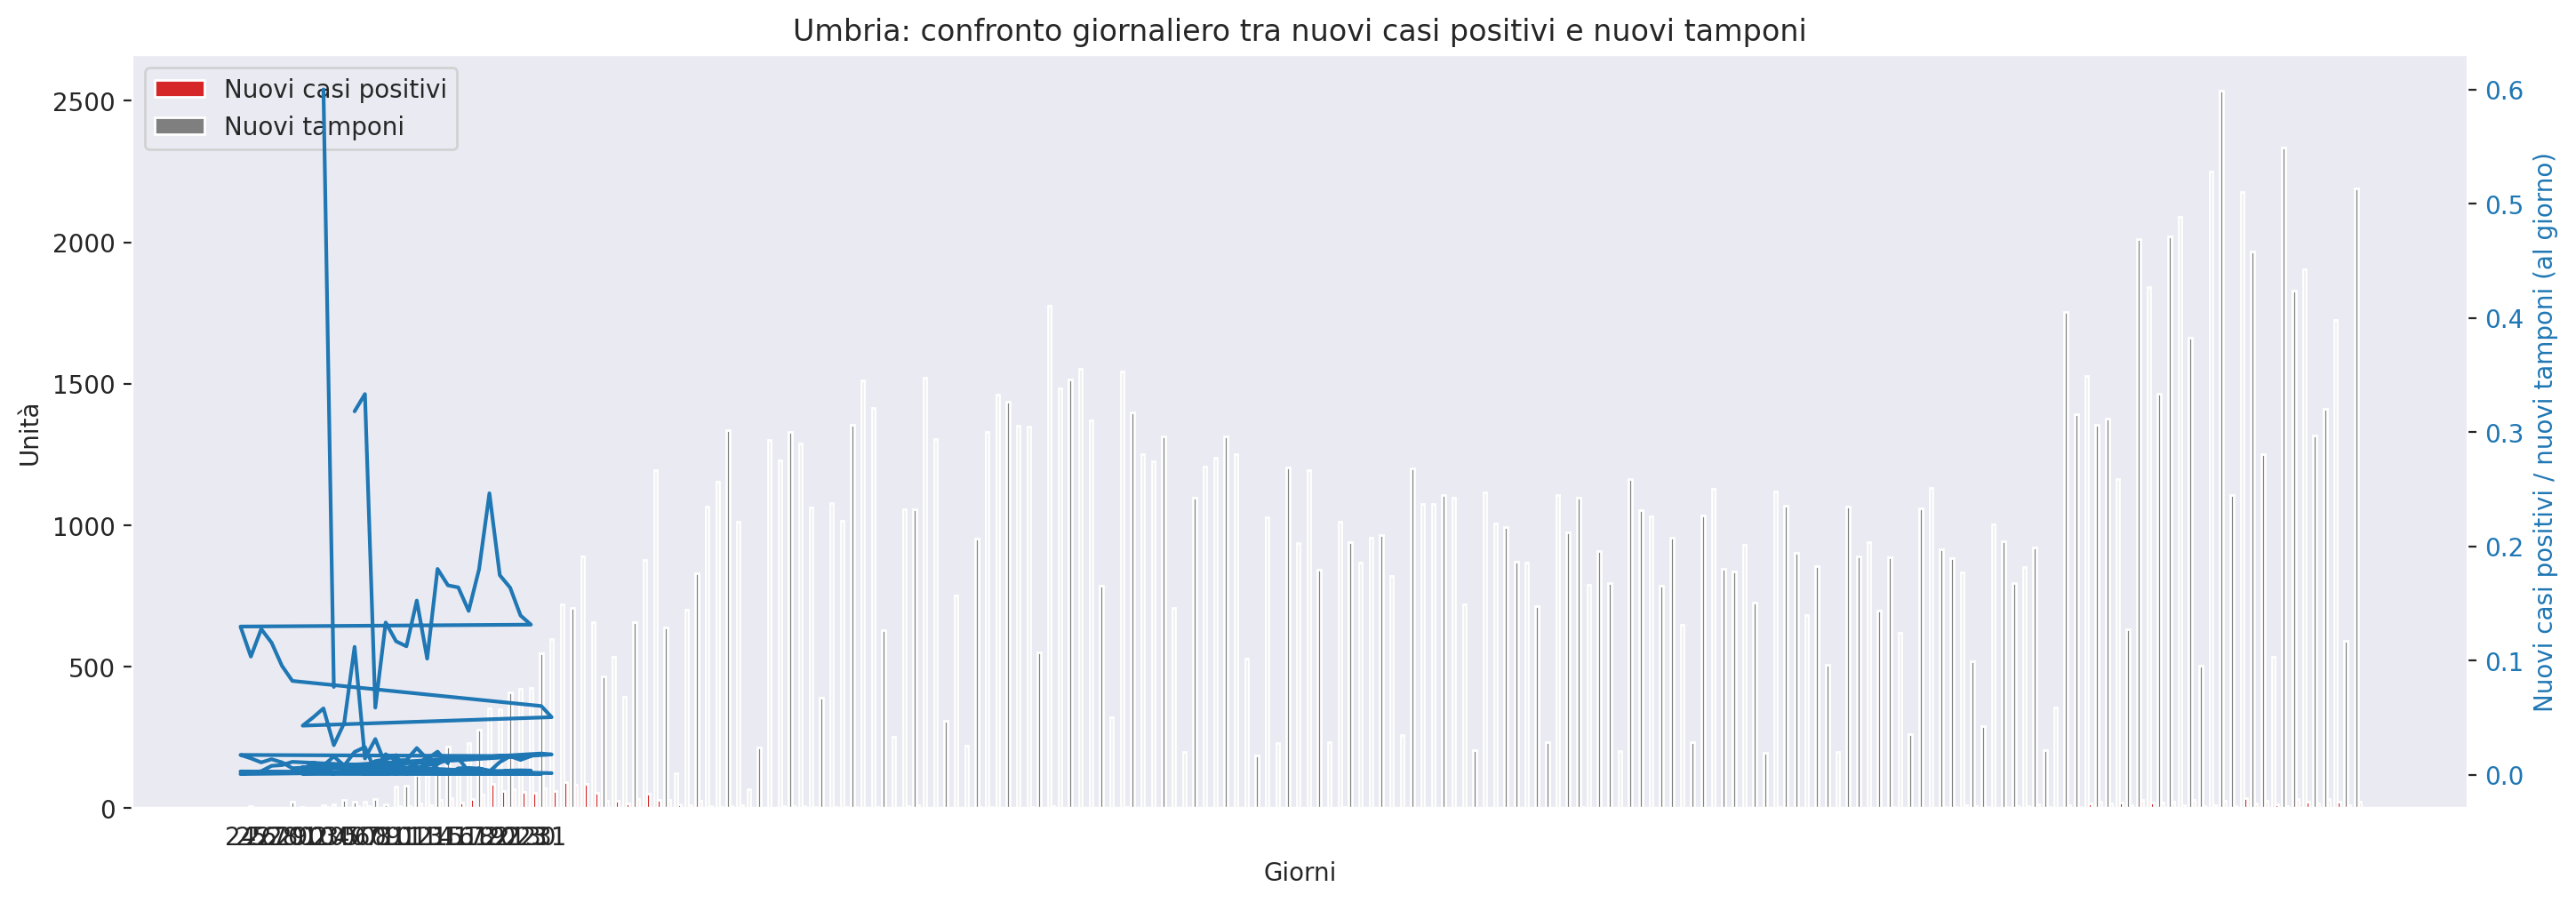 Umbria: confronto giornaliero tra nuovi casi positivi e nuovi tamponi
Nuovi casi positivi
Nuovi tamponi
2500
2000
1500
1000
500
0
Unità
0.6
0.5
0.4
0.3
0.2
0.1
0.0
Nuovi casi positivi / nuovi tamponi (al giorno)
Giorni